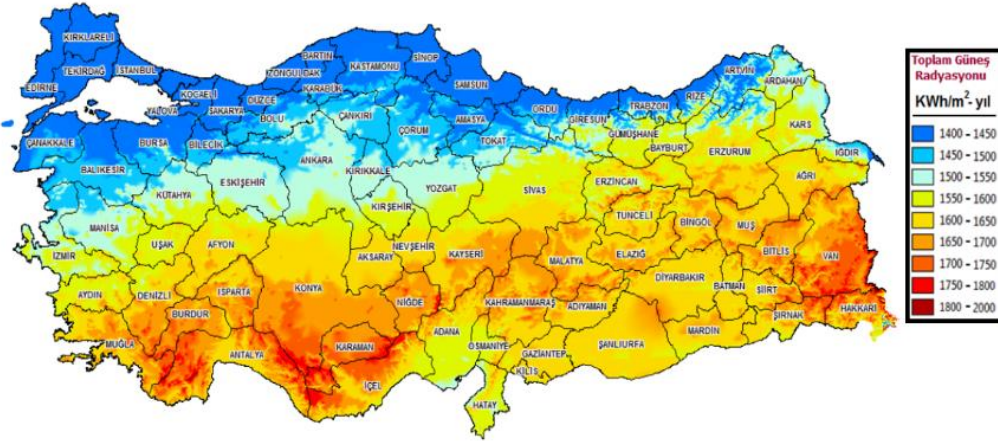 KIRKLARELİ
TEKİRDAĞ
İSTANBUL
EDİRNE
KOCAELİ
YALOVA
SAKARYA
DÜZCE
BOLU
ZONGULDAK
BARTIN
KARABÜK
KASTAMONU
SİNOP
SAMSUN
ÇANKIRI
ÇORUM
AMASYA
TOKAT
ORDU
GİRESUN
TRABZON
RİZE
ARTVİN
ARDAHAN
GÜMÜŞHANE
BAYBURT
ERZURUM
KARS
IĞDIR
AĞRI
ÇANAKKALE
BURSA
BİLECİK
BALIKESİR
KÜTAHYA
ESKİŞEHİR
ANKARA
KIRIKKALE
YOZGAT
KIRŞEHİR
SİVAS
ERZİNCAN
TUNCELİ
BİNGÖL
MUŞ
BİTLİS
VAN
MANİSA
İZMİR
UŞAK
AFYON
AKSARAY
NEVŞEHİR
KAYSERİ
MALATYA
ELAZIĞ
DİYARBAKIR
BATMAN
SİİRT
ŞIRNAK
HAKKARİ
AYDIN
DENİZLİ
ISPARTA
BURDUR
KONYA
NİĞDE
KAHRAMANMARAŞ
ADIYAMAN
MARDİN
ŞANLIURFA
MUĞLA
ANTALYA
KARAMAN
İÇEL
ADANA
OSMANİYE
GAZİANTEP
KİLİS
HATAY
Toplam Güneş
Radyasyonu
KWh/m²- yıl
1400 - 1450
1450 - 1500
1500 - 1550
1550 - 1600
1600 - 1650
1650 - 1700
1700 - 1750
1750 - 1800
1800 - 2000